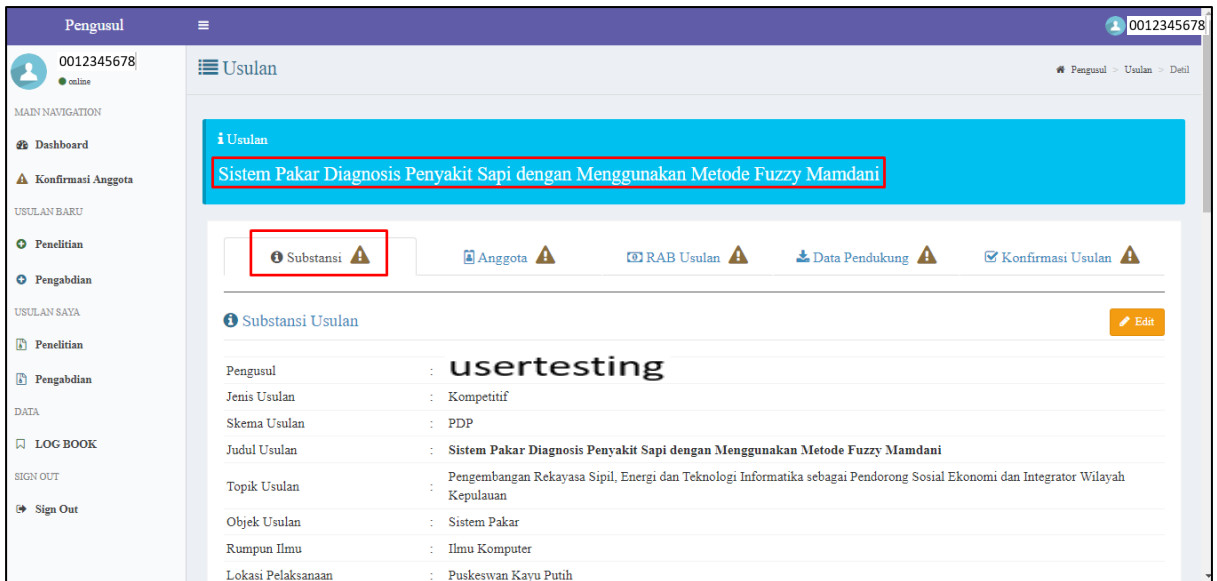 Pengusul
0012345678
0012345678
online
Usulan
Pengusul > Usulan > Detil
MAIN NAVIGATION
Dashboard
Konfirmasi Anggota
USULAN BARU
Penelitian
Pengabdian
USULAN SAYA
Penelitian
Pengabdian
DATA
LOG BOOK
SIGN OUT
Sign Out
Usulan
Sistem Pakar Diagnosis Penyakit Sapi dengan Menggunakan Metode Fuzzy Mamdani
Substansi Anggota RAB Usulan Data Pendukung Konfirmasi Usulan
Substansi Usulan
Edit
Pengusul : usertesting
Jenis Usulan : Kompetitif
Skema Usulan : PDP
Judul Usulan : Sistem Pakar Diagnosis Penyakit Sapi dengan Menggunakan Metode Fuzzy Mamdani
Topik Usulan : Pengembangan Rekayasa Sipil, Energi dan Teknologi Informatika sebagai Pendorong Sosial Ekonomi dan Integrator Wilayah
Kepulauan
Objek Usulan : Sistem Pakar
Rumpun Ilmu : Ilmu Komputer
Lokasi Pelaksanaan : Puskeswan Kayu Putih